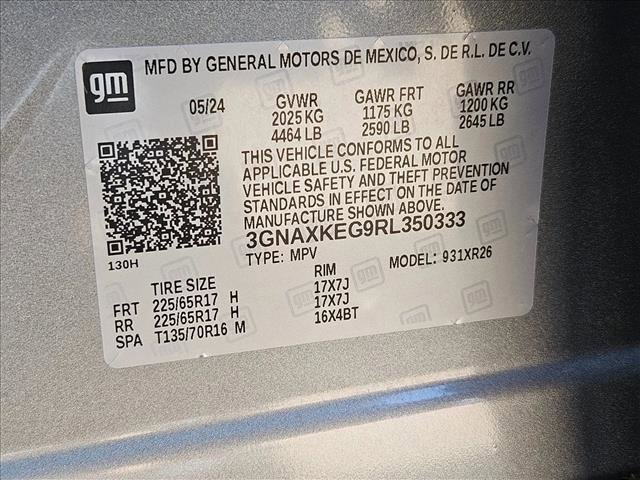 gm
MFD BY GENERAL MOTORS DE MEXICO, S. DE R.L. DE C.V.
05/24 GVWR GAWR FRT GAWR RR
2025 KG 1175 KG 1200 KG
4464 LB 2590 LB 2645 LB
THIS VEHICLE CONFORMS TO ALL
APPLICABLE U.S. FEDERAL MOTOR
VEHICLE SAFETY AND THEFT PREVENTION
STANDARDS IN EFFECT ON THE DATE OF
MANUFACTURE SHOWN ABOVE.
3GNAXKEG9RL350333
130H
TYPE: MPV MODEL: 931XR26
TIRE SIZE RIM
FRT 225/65R17 H 17X7J
RR 225/65R17 H 17X7J
SPA T135/70R16 M 16X4BT